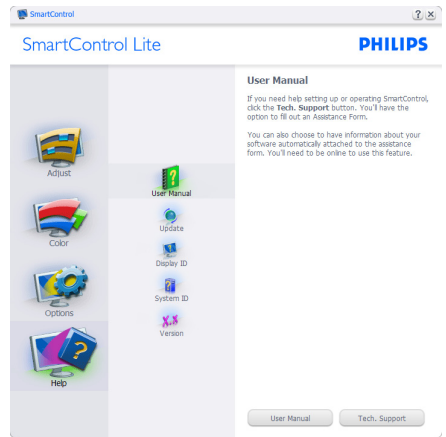 SmartControl
SmartControl Lite
PHILIPS
Adjust
Color
Options
Help
User Manual
Update
Display ID
System ID
X.X
Version
User Manual
If you need help setting up or operating SmartControl,
click the Tech. Support button. You'll have the
option to fill out an Assistance Form.
You can also choose to have information about your
software automatically attached to the assistance
form. You'll need to be online to use this feature.
User Manual
Tech. Support